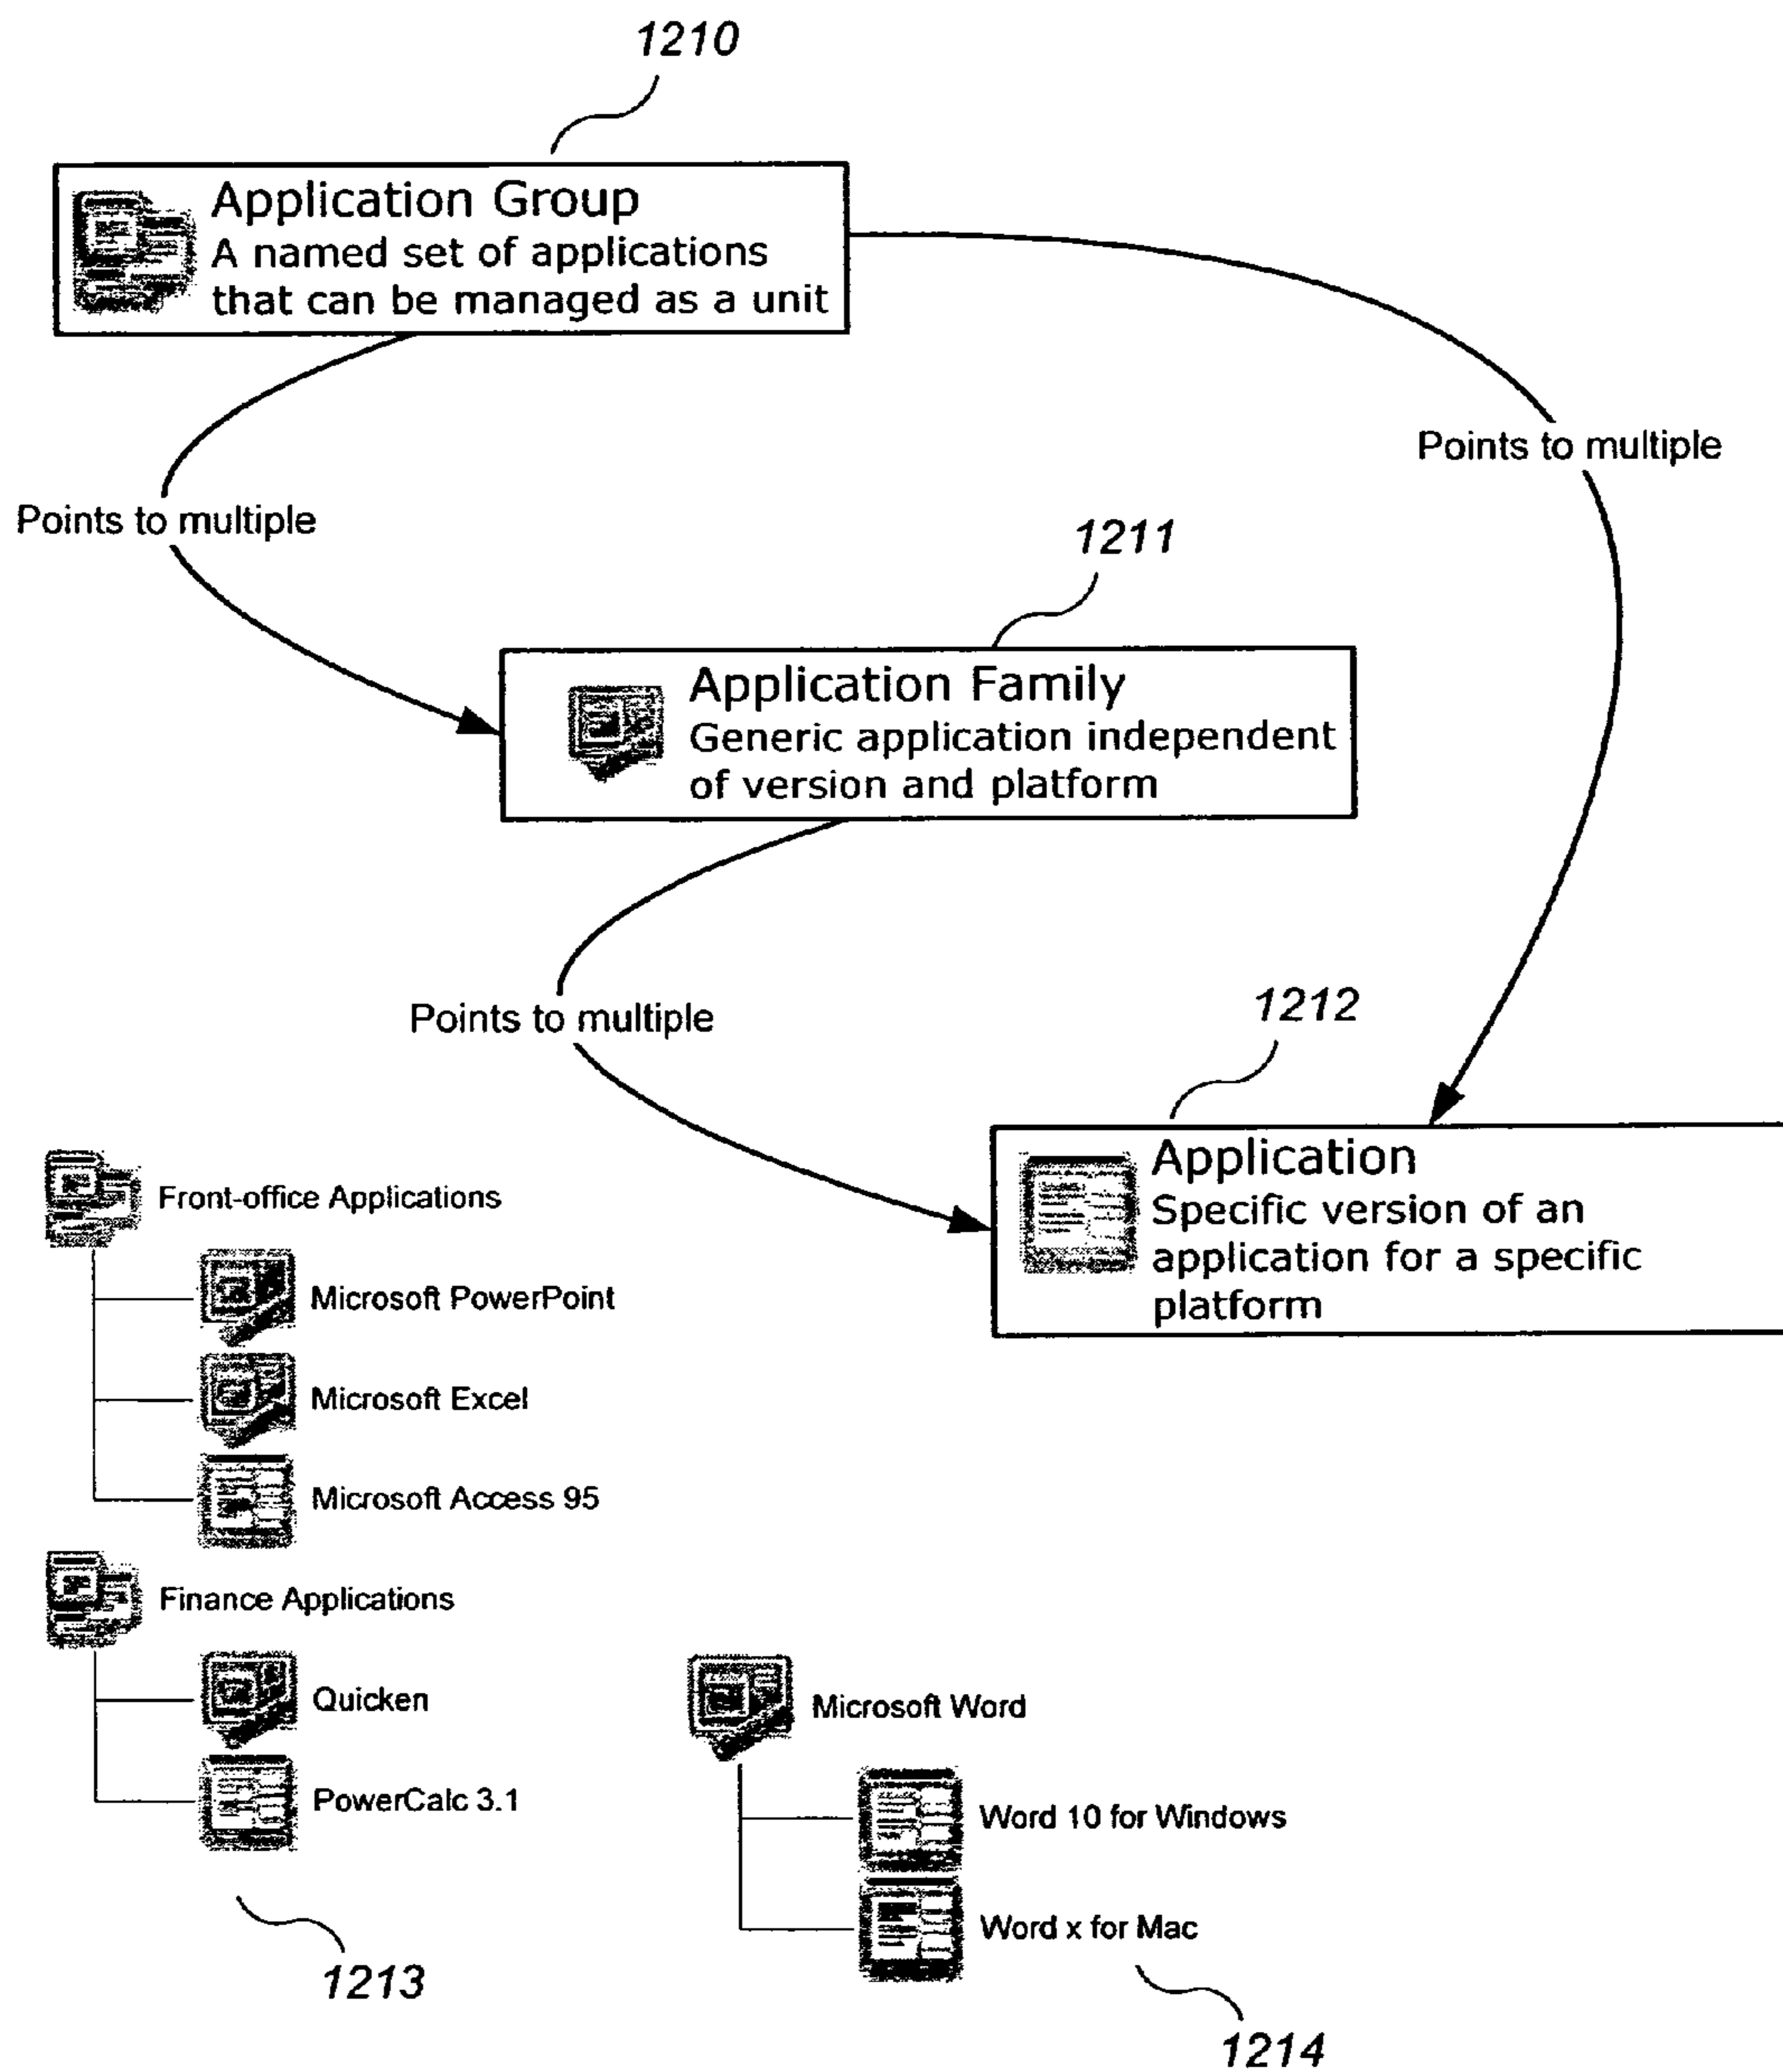 1210
Application Group
A named set of applications
that can be managed as a unit
Points to multiple
Points to multiple
1211
Application Family
Generic application independent
of version and platform
Points to multiple
1212
Application
Specific version of an
application for a specific
platform
Front-office Applications
Microsoft PowerPoint
Microsoft Excel
Microsoft Access 95
Finance Applications
Quicken
PowerCalc 3.1
1213
Microsoft Word
Word 10 for Windows
Word x for Mac
1214